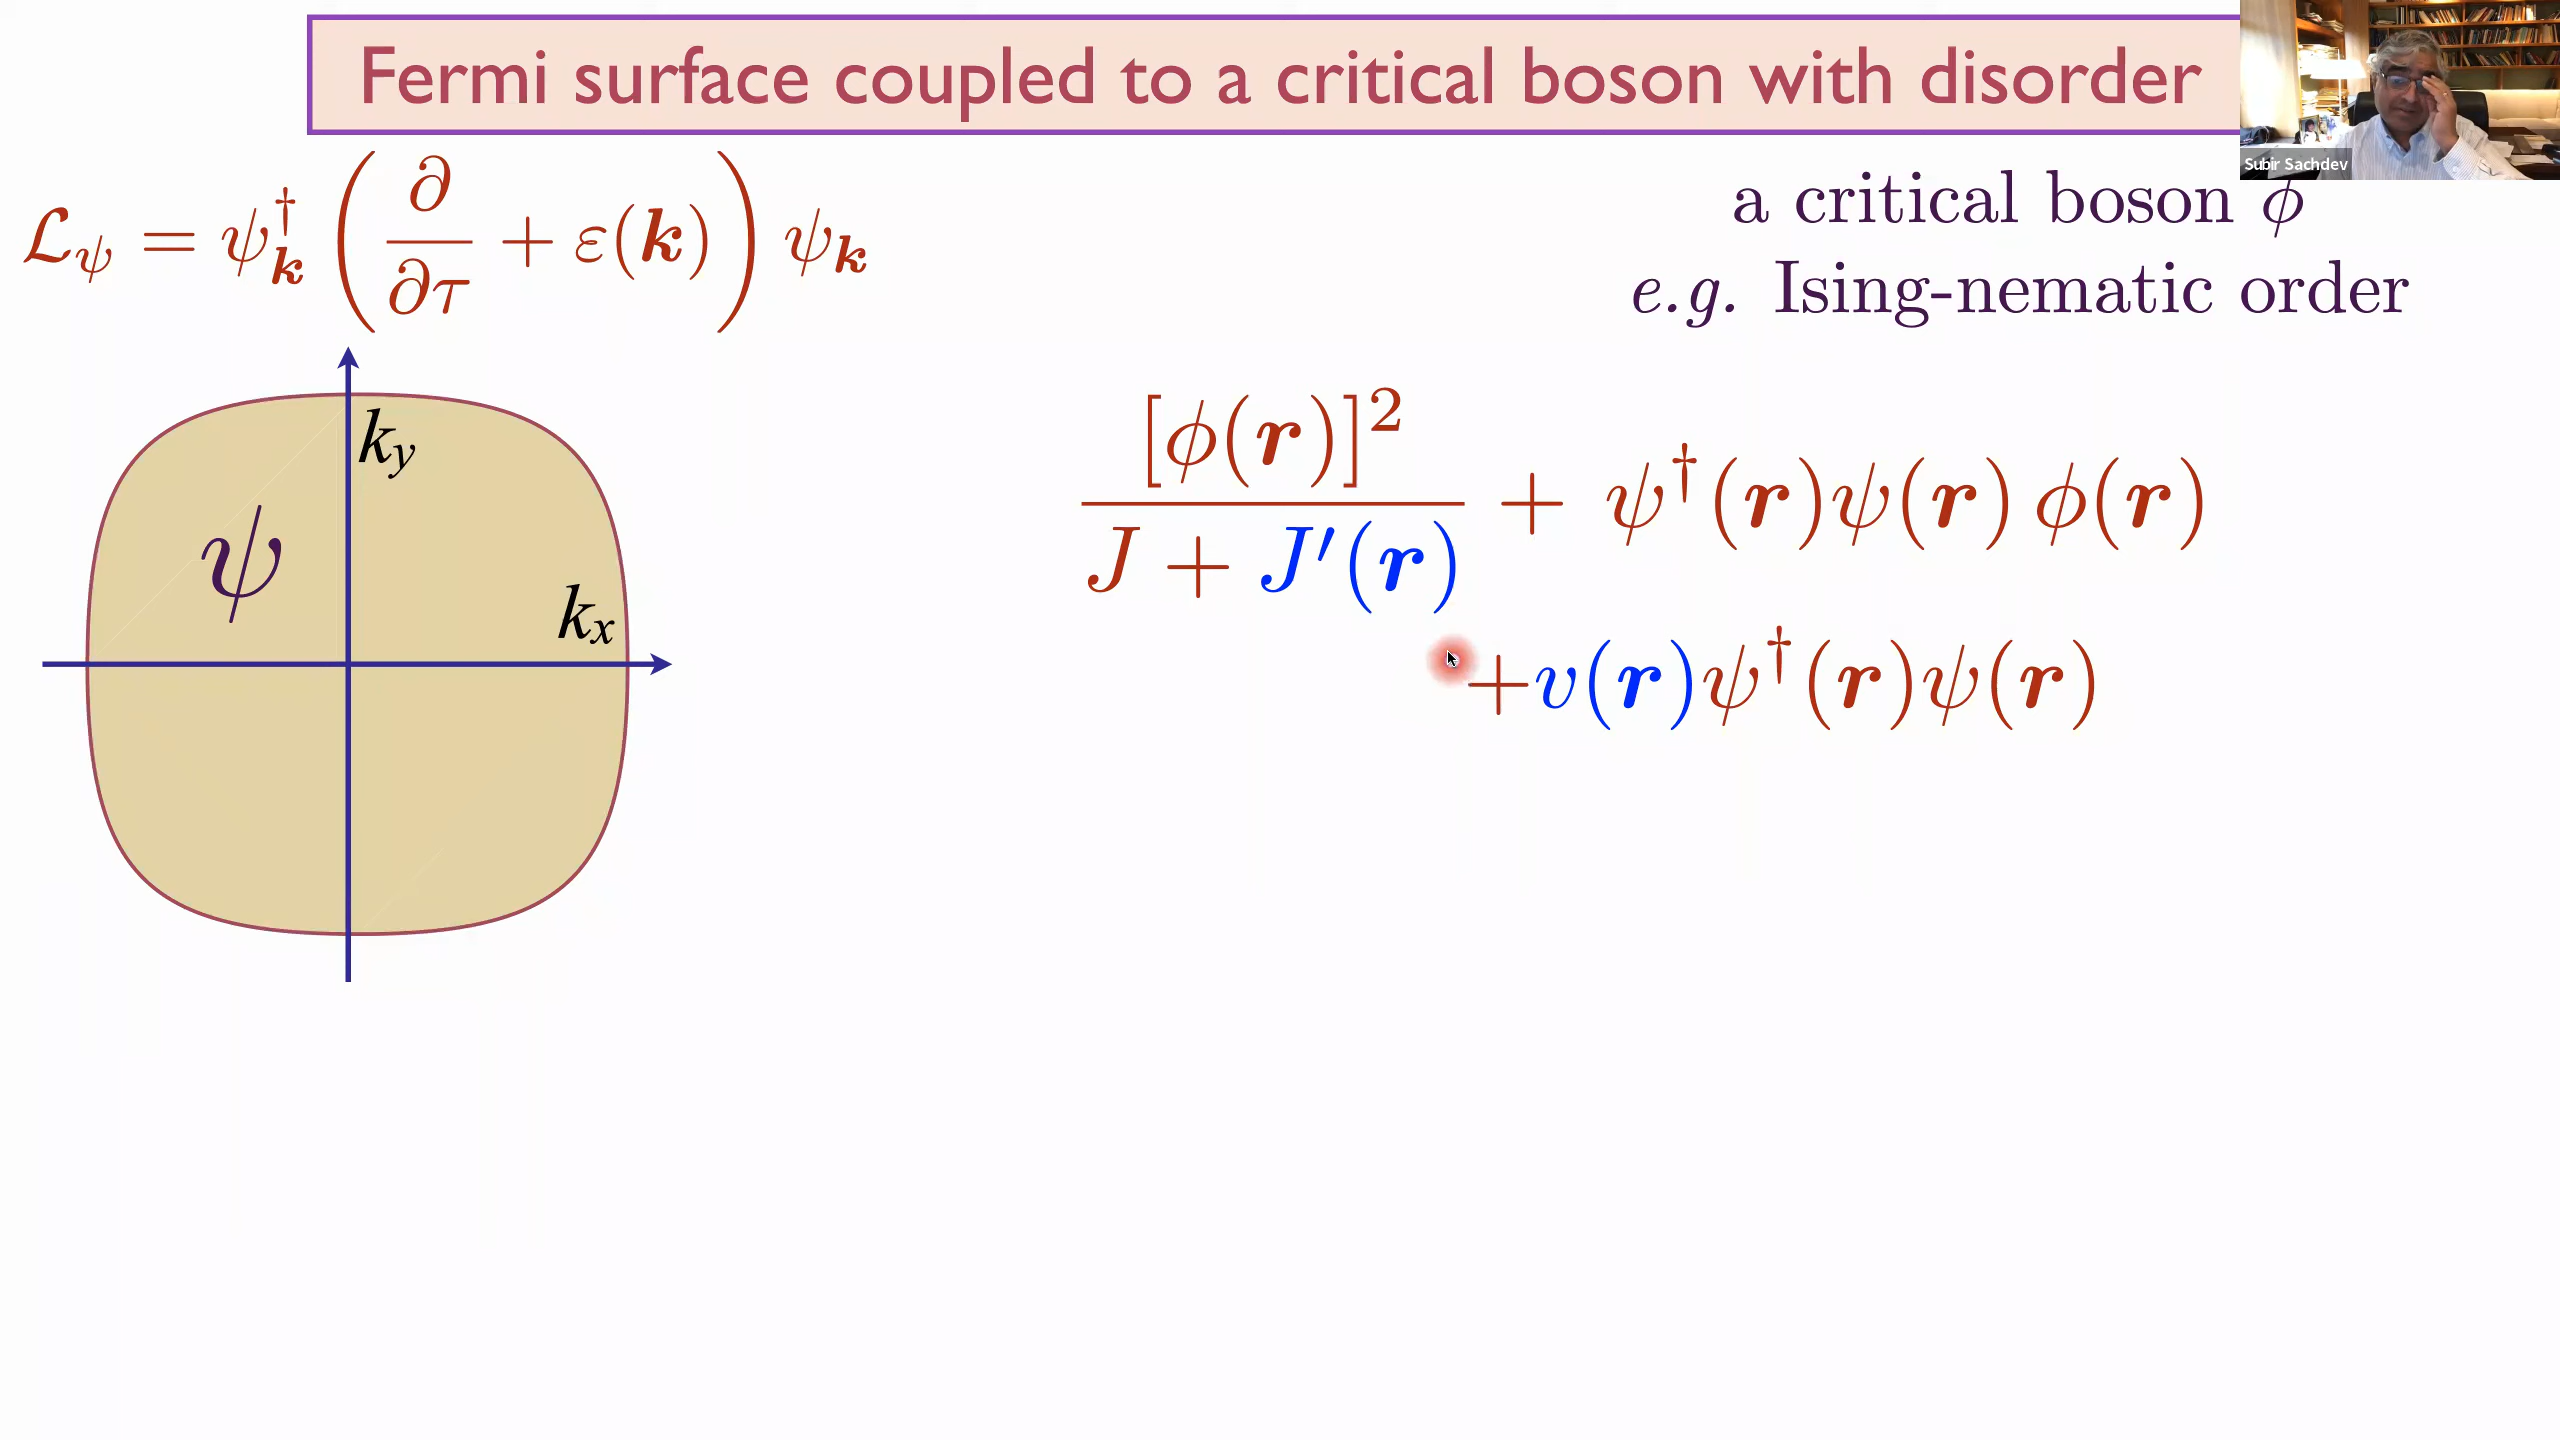 Fermi surface coupled to a critical boson with disorder
Subir Sachdev
ℒ_ψ = ψ†_𝒌 ( ∂/∂τ + ε(𝒌) ) ψ_𝒌
a critical boson ϕ
e.g. Ising-nematic order
k_y
ψ
k_x
[ϕ(𝒓)]² / (J + J′(𝒓)) + ψ†(𝒓)ψ(𝒓) ϕ(𝒓)
+v(𝒓)ψ†(𝒓)ψ(𝒓)